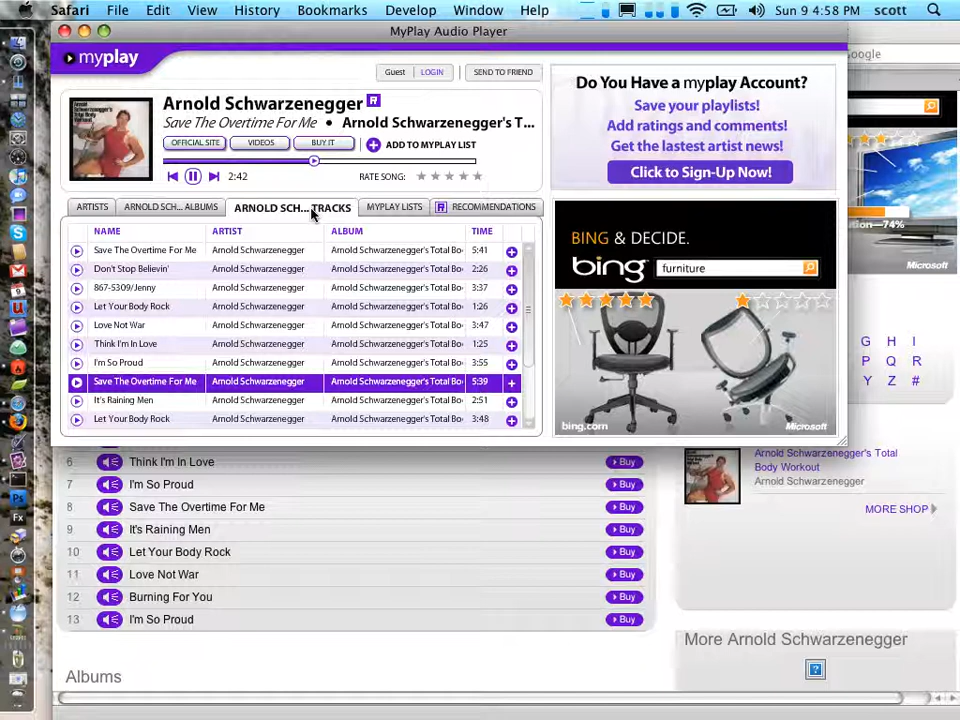 Safari File Edit View History Bookmarks Develop Window Help Sun 9 4:58 PM scott
MyPlay Audio Player
myplay
Guest LOGIN SEND TO FRIEND
Arnold Schwarzenegger
Save The Overtime For Me • Arnold Schwarzenegger's T...
OFFICIAL SITE VIDEOS BUY IT ADD TO MYPLAY LIST
2:42 RATE SONG:
ARTISTS ARNOLD SCH... ALBUMS ARNOLD SCH... TRACKS MYPLAY LISTS RECOMMENDATIONS
NAME ARTIST ALBUM TIME
Save The Overtime For Me Arnold Schwarzenegger Arnold Schwarzenegger's Total Bo 5:41
Don't Stop Believin' Arnold Schwarzenegger Arnold Schwarzenegger's Total Bo 2:26
867-5309/Jenny Arnold Schwarzenegger Arnold Schwarzenegger's Total Bo 3:37
Let Your Body Rock Arnold Schwarzenegger Arnold Schwarzenegger's Total Bo 1:26
Love Not War Arnold Schwarzenegger Arnold Schwarzenegger's Total Bo 3:47
Think I'm In Love Arnold Schwarzenegger Arnold Schwarzenegger's Total Bo 1:25
I'm So Proud Arnold Schwarzenegger Arnold Schwarzenegger's Total Bo 3:55
Save The Overtime For Me Arnold Schwarzenegger Arnold Schwarzenegger's Total Bo 5:39
It's Raining Men Arnold Schwarzenegger Arnold Schwarzenegger's Total Bo 2:51
Let Your Body Rock Arnold Schwarzenegger Arnold Schwarzenegger's Total Bo 3:48
Do You Have a myplay Account?
Save your playlists!
Add ratings and comments!
Get the lastest artist news!
Click to Sign-Up Now!
BING & DECIDE.
bing furniture
bing.com Microsoft
oogle
tion—74%
Microsoft
G H I
P Q R
Y Z #
6 Think I'm In Love Buy
7 I'm So Proud Buy
8 Save The Overtime For Me Buy
9 It's Raining Men Buy
10 Let Your Body Rock Buy
11 Love Not War Buy
12 Burning For You Buy
13 I'm So Proud Buy
Arnold Schwarzenegger's Total
Body Workout
Arnold Schwarzenegger
MORE SHOP
More Arnold Schwarzenegger
Albums